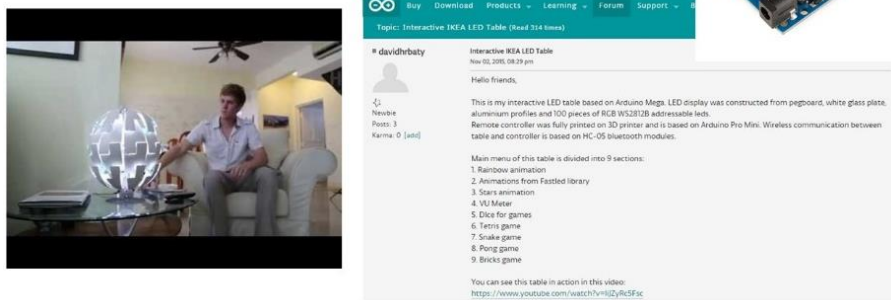 Buy Download Products Learning Forum Support
Topic: Interactive IKEA LED Table (Read 314 times)
davidhrbaty
Newbie
Posts: 3
Karma: 0 [add]
Interactive IKEA LED Table
Nov 02, 2015, 08:29 pm
Hello friends,
This is my interactive LED table based on Arduino Mega. LED display was constructed from pegboard, white glass plate,
aluminium profiles and 100 pieces of RGB WS2812B addressable leds.
Remote controller was fully printed on 3D printer and is based on Arduino Pro Mini. Wireless communication between
table and controller is based on HC-05 bluetooth modules.
Main menu of this table is divided into 9 sections:
1. Rainbow animation
2. Animations from Fastled library
3. Stars animation
4. VU Meter
5. Dice for games
6. Tetris game
7. Snake game
8. Pong game
9. Bricks game
You can see this table in action in this video: